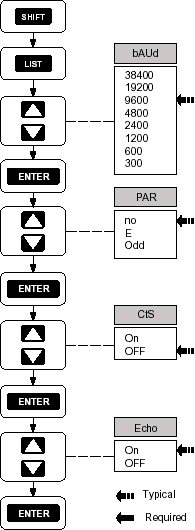 SHIFT
LIST
bAUd
38400
19200
9600
4800
2400
1200
600
300
ENTER
PAR
no
E
Odd
ENTER
CtS
On
OFF
ENTER
Echo
On
OFF
Typical
ENTER
Required